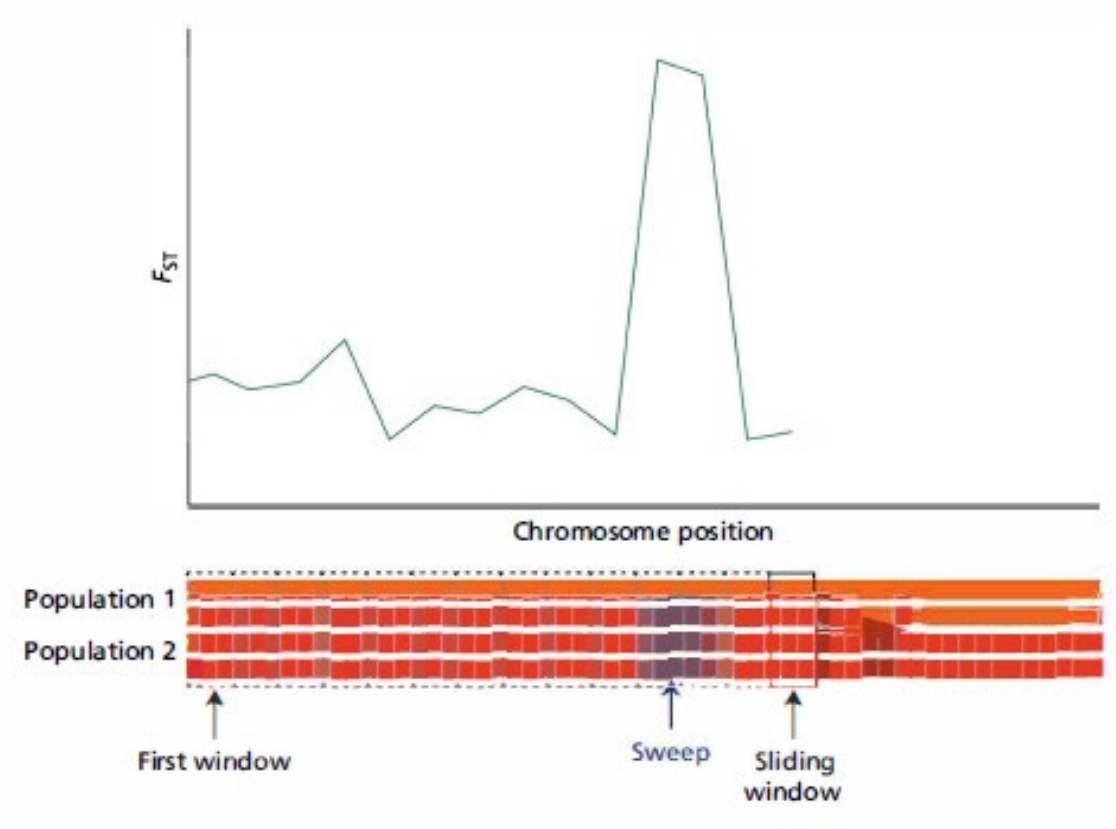 FST
Chromosome position
Population 1
Population 2
First window
Sweep
Sliding
window